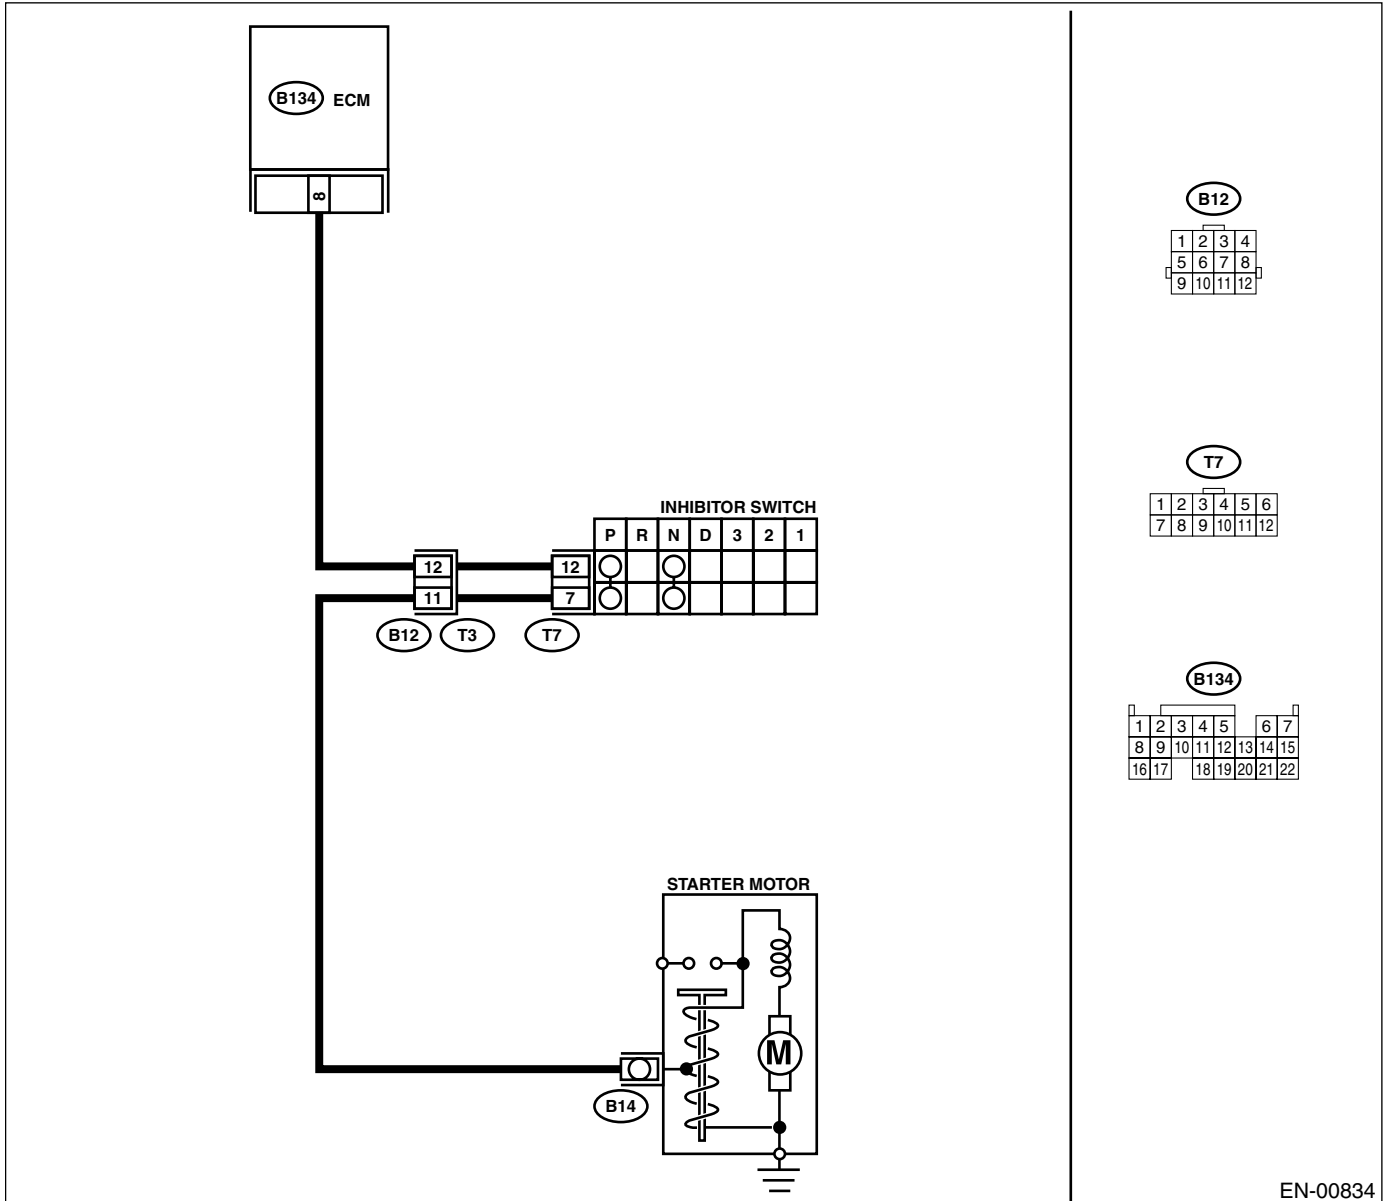 B134 ECM
8
B12
1 2 3 4
5 6 7 8
9 10 11 12
T7
1 2 3 4 5 6
7 8 9 10 11 12
INHIBITOR SWITCH
P R N D 3 2 1
12 12
11 7
B12 T3 T7
B134
1 2 3 4 5 6 7
8 9 10 11 12 13 14 15
16 17 18 19 20 21 22
STARTER MOTOR
M
B14
EN-00834